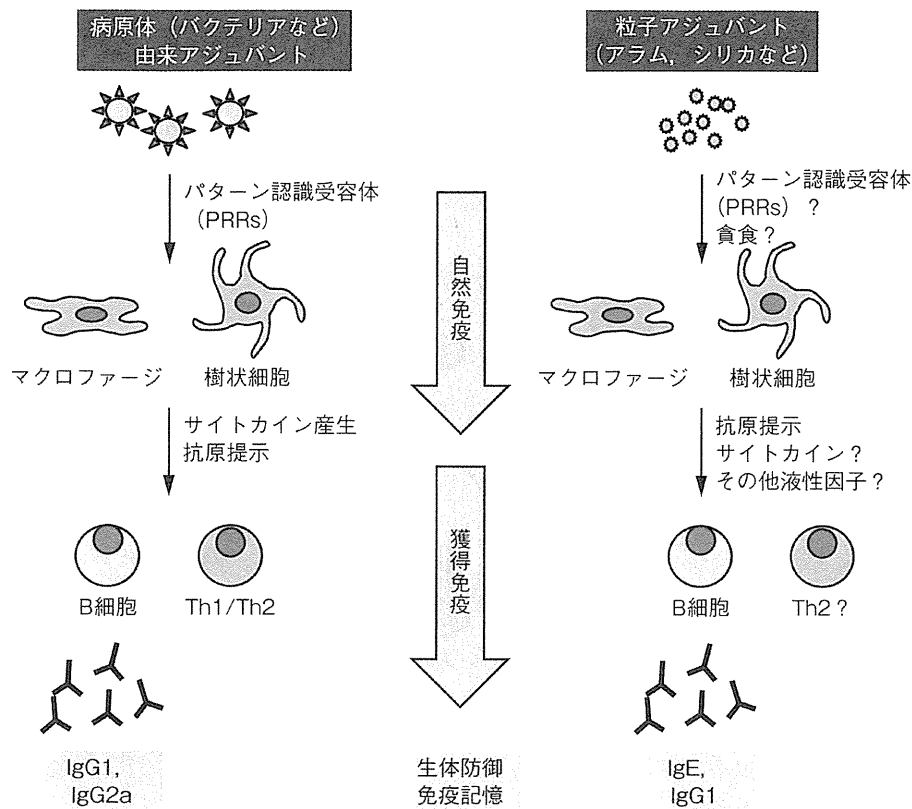 病原体（バクテリアなど）
由来アジュバント
パターン認識受容体
（PRRs）
マクロファージ
樹状細胞
サイトカイン産生
抗原提示
B細胞
Th1/Th2
IgG1,
IgG2a
自然免疫
獲得免疫
生体防御
免疫記憶
粒子アジュバント
（アラム，シリカなど）
パターン認識受容体
(PRRs) ？
貪食？
マクロファージ
樹状細胞
抗原提示
サイトカイン？
その他液性因子？
B細胞
Th2？
IgE,
IgG1